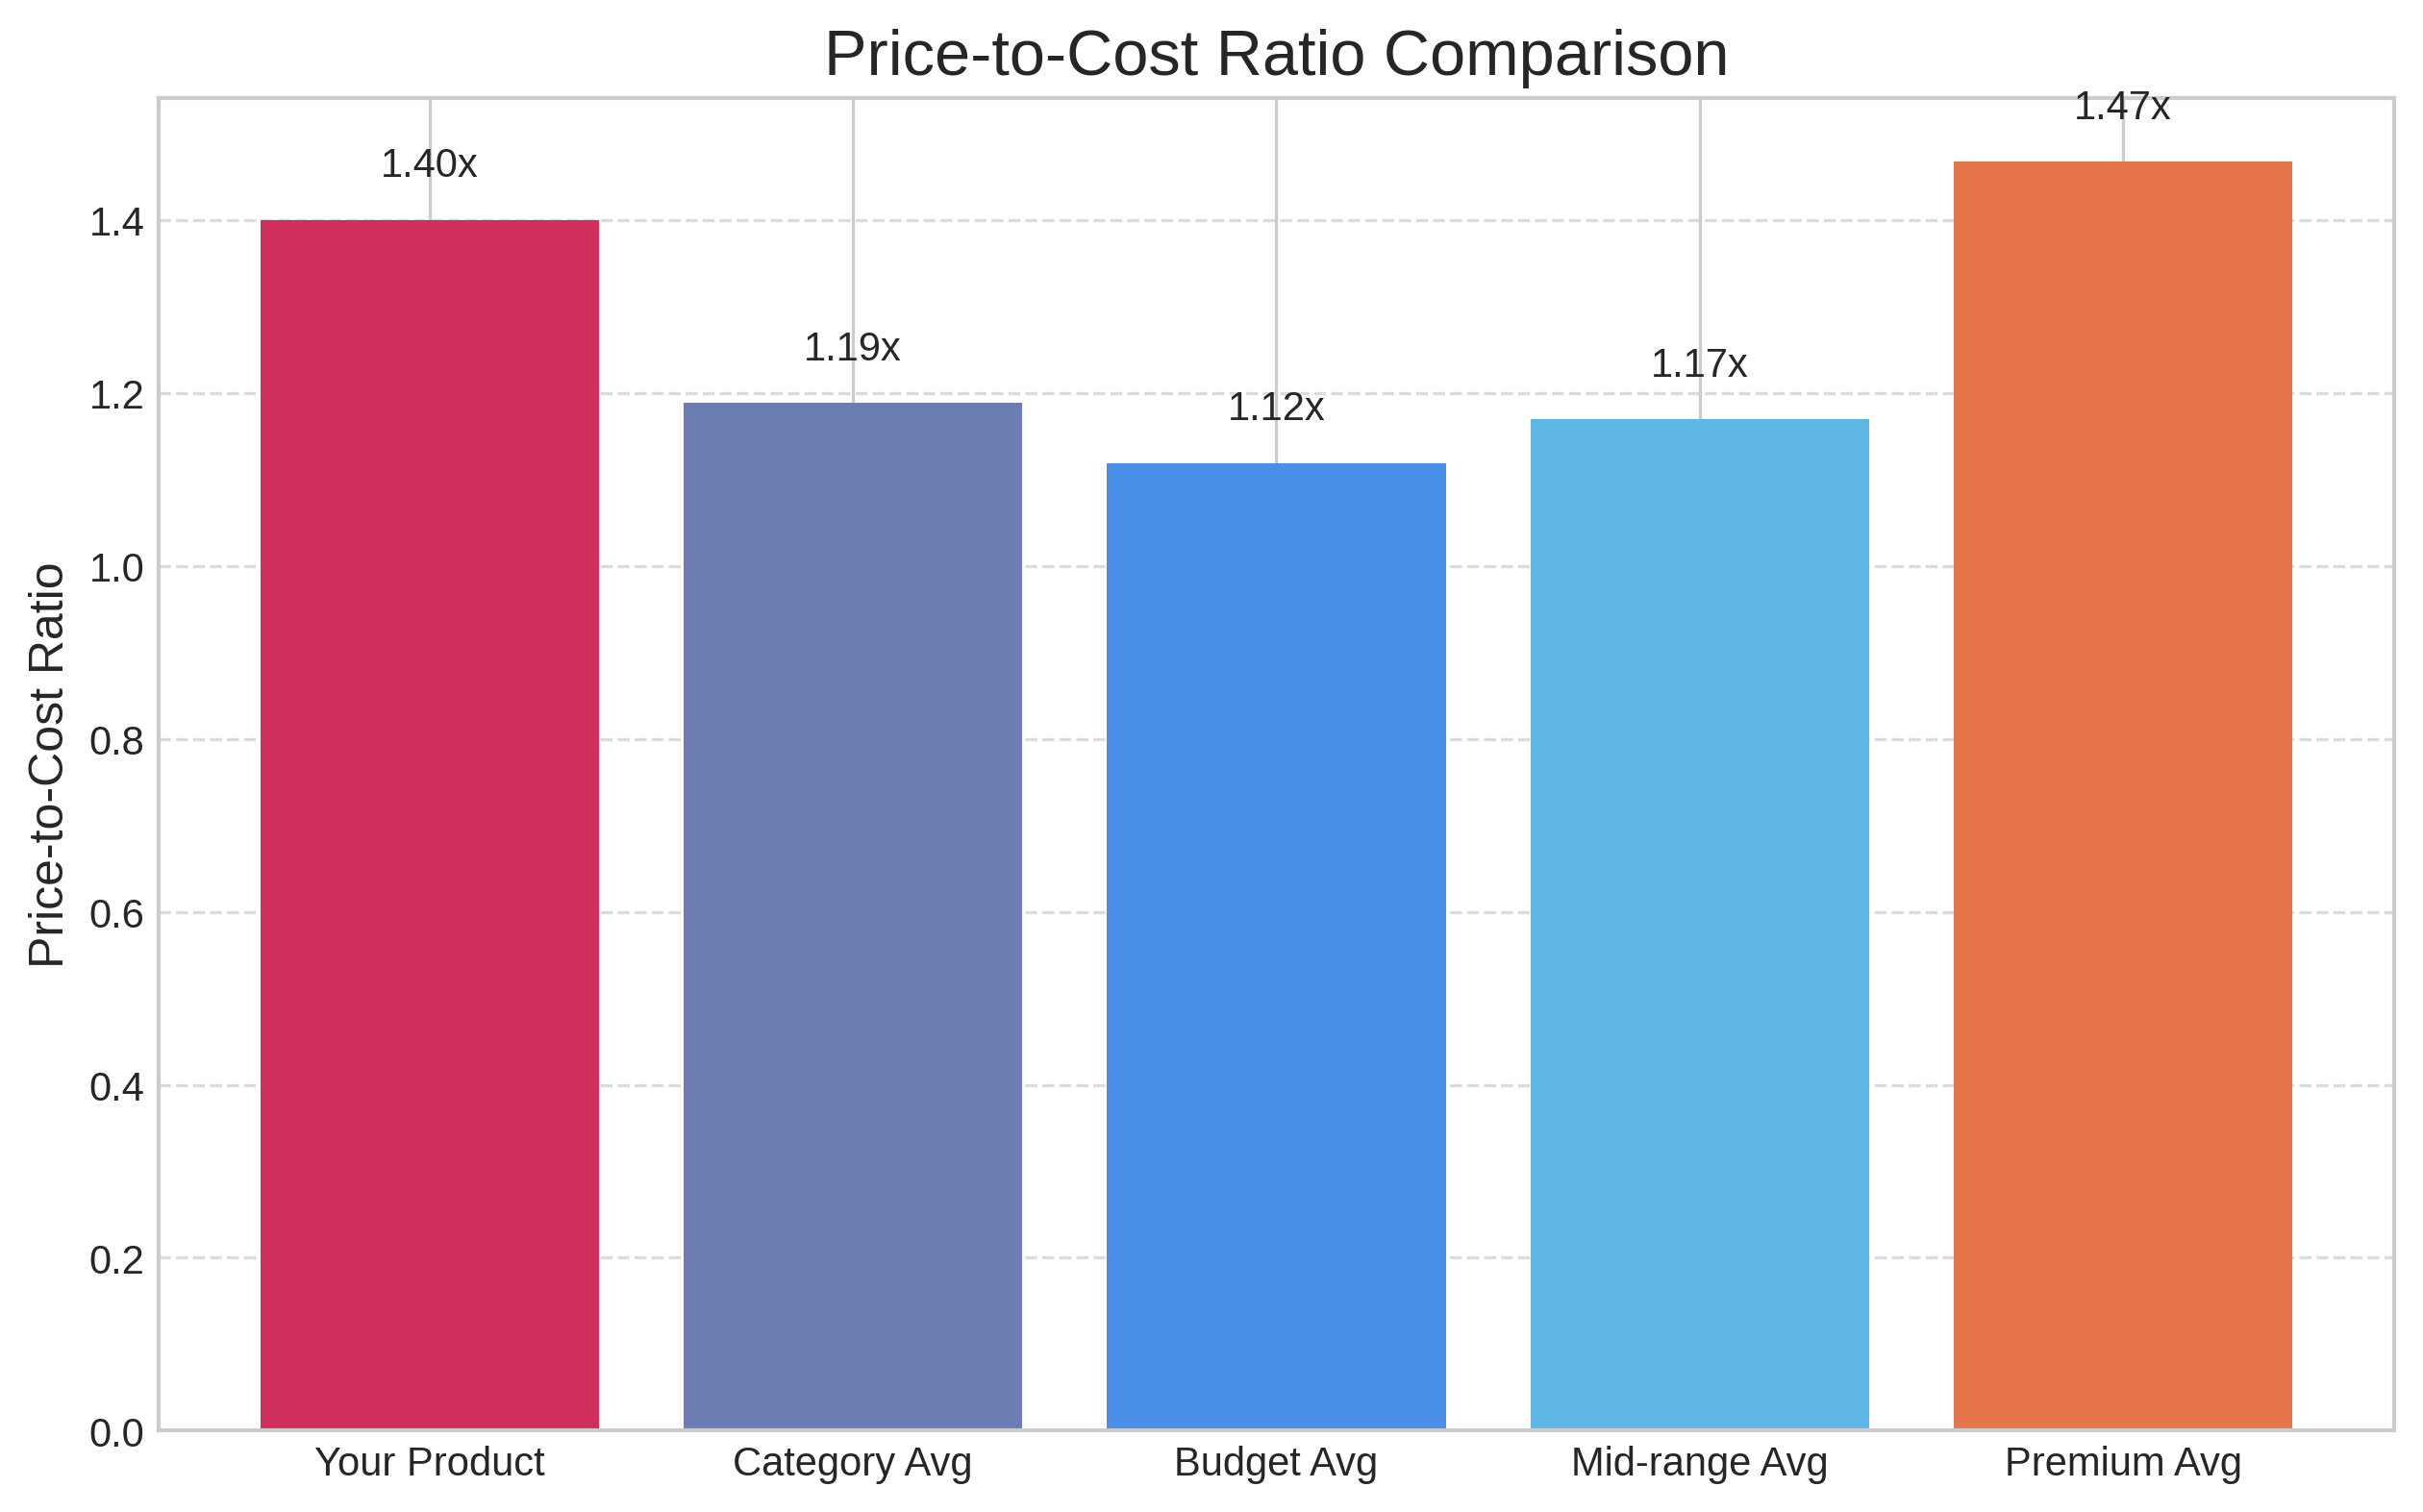 Price-to-Cost Ratio Comparison
1.47x
1.40x
1.19x
1.17x
1.12x
1.4
1.2
1.0
0.8
0.6
0.4
0.2
0.0
Price-to-Cost Ratio
Your Product
Category Avg
Budget Avg
Mid-range Avg
Premium Avg